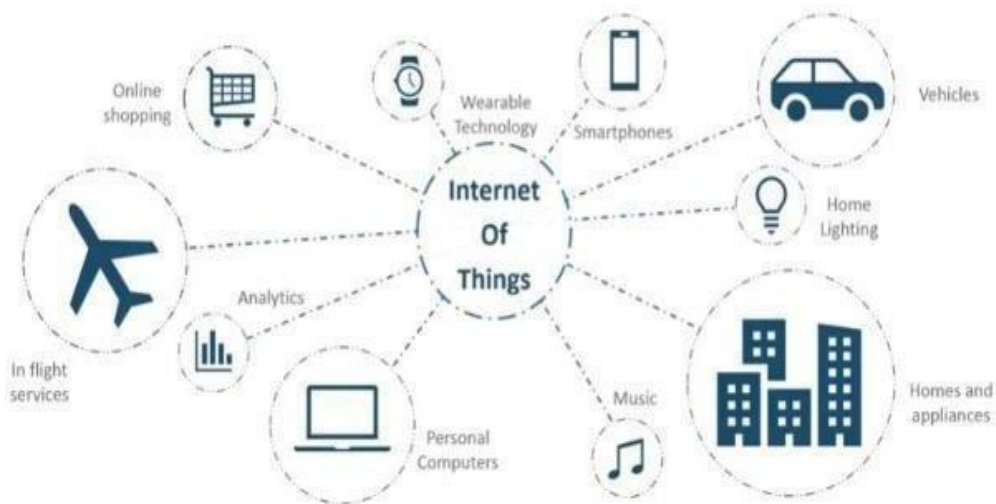 Online
shopping
Wearable
Technology
Smartphones
Vehicles
Internet
Of
Things
Home
Lighting
Analytics
In flight
services
Personal
Computers
Music
Homes and
appliances